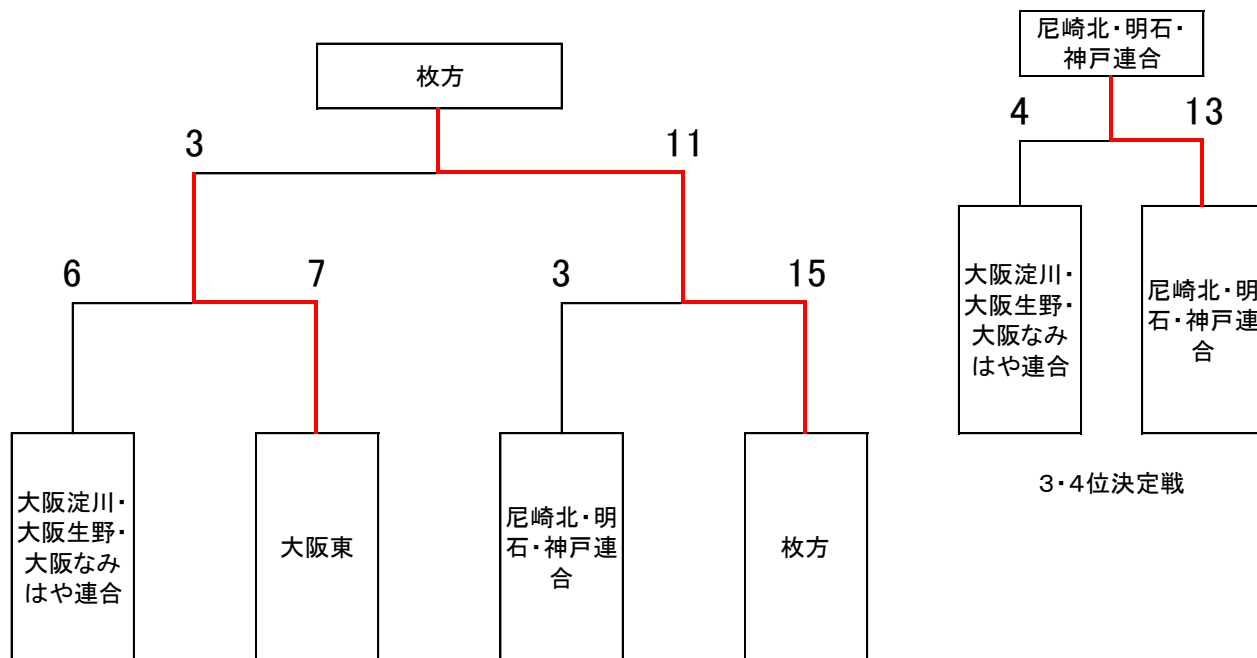 枚方
3
11
6
7
3
15
大阪淀川・
大阪生野・
大阪なみ
はや連合
大阪東
尼崎北・明
石・神戸連
合
枚方
尼崎北・明石・
神戸連合
4
13
大阪淀川・
大阪生野・
大阪なみ
はや連合
尼崎北・明
石・神戸連
合
3・4位決定戦